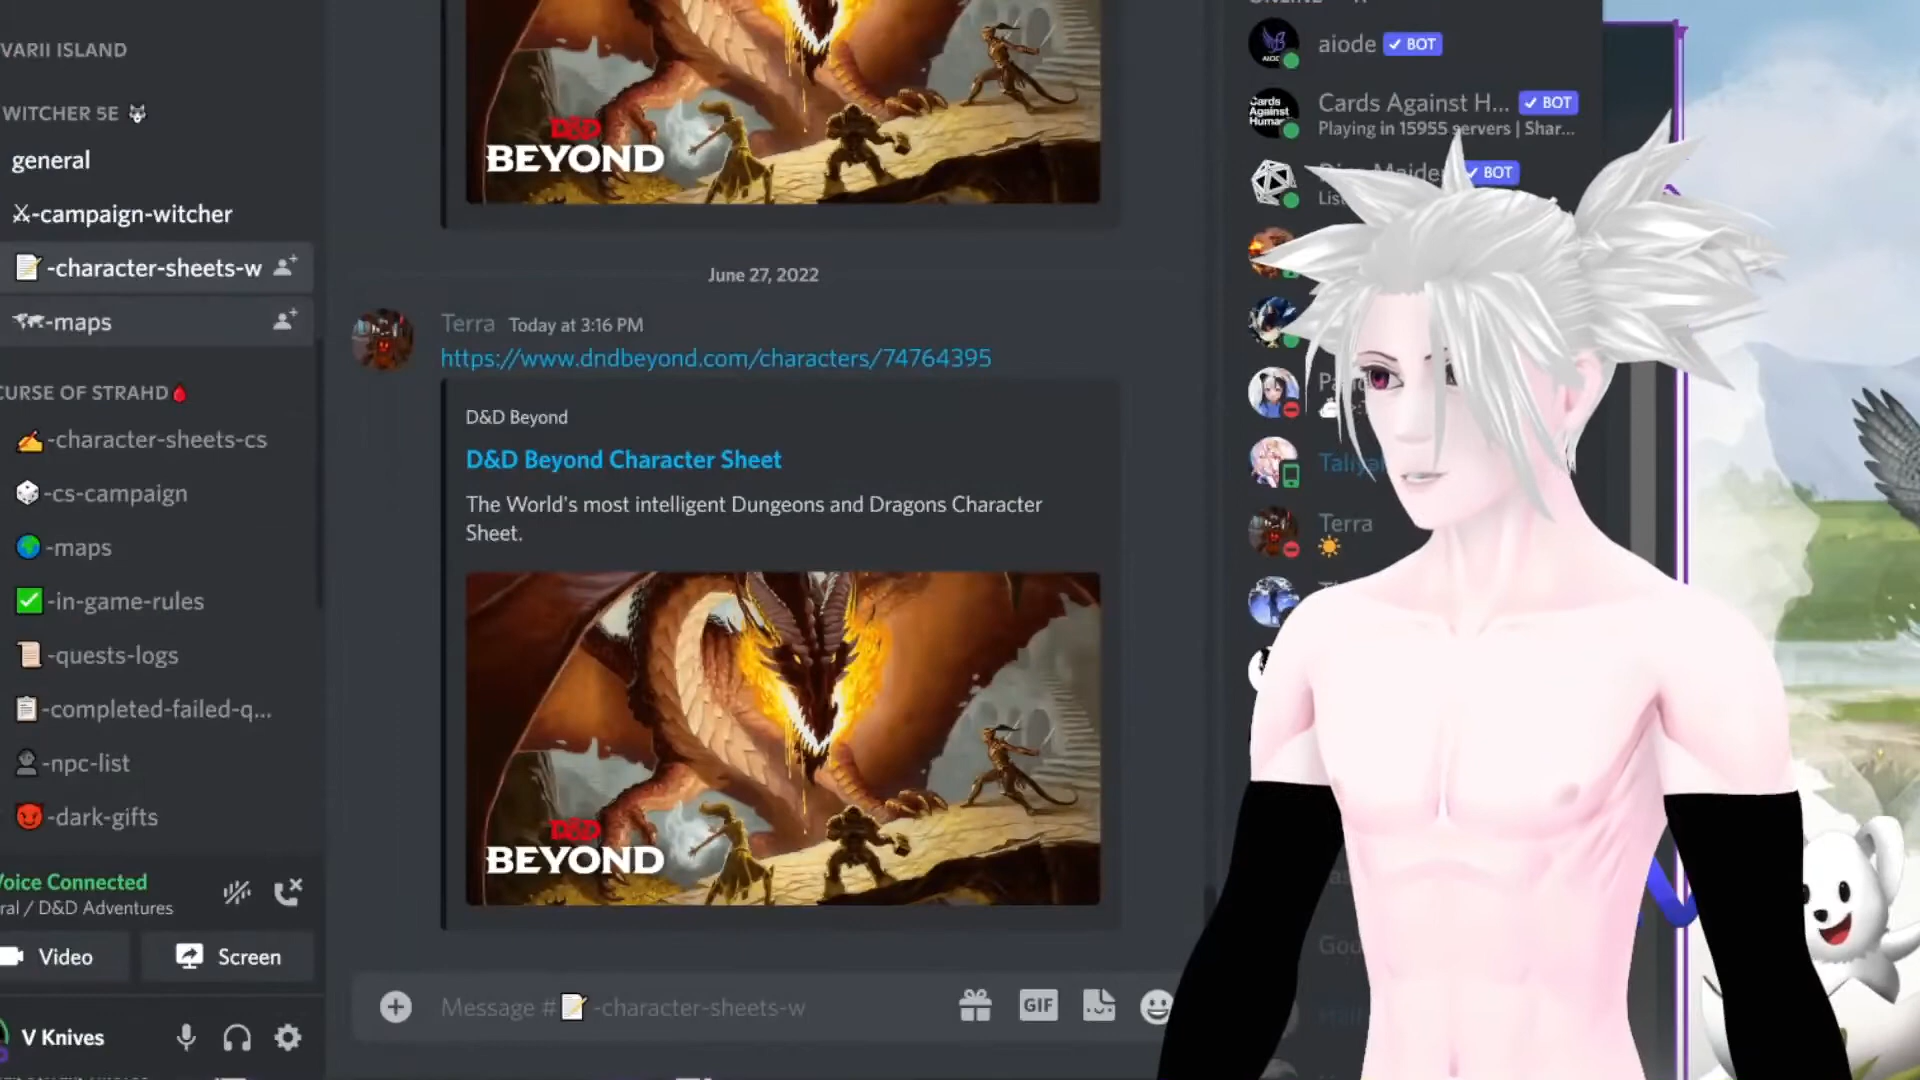 VARII ISLAND
WITCHER 5E
general
-campaign-witcher
-character-sheets-w
-maps
CURSE OF STRAHD
-character-sheets-cs
-cs-campaign
-maps
-in-game-rules
-quests-logs
-completed-failed-q...
-npc-list
-dark-gifts
Voice Connected
ral / D&D Adventures
Video
Screen
V Knives
D&D
BEYOND
June 27, 2022
Terra Today at 3:16 PM
https://www.dndbeyond.com/characters/74764395
D&D Beyond
D&D Beyond Character Sheet
The World's most intelligent Dungeons and Dragons Character
Sheet.
D&D
BEYOND
Message # -character-sheets-w
GIF
aiode BOT
Cards Against H... BOT
Playing in 15955 servers | Shar...
Cards
Against
BOT
Terra